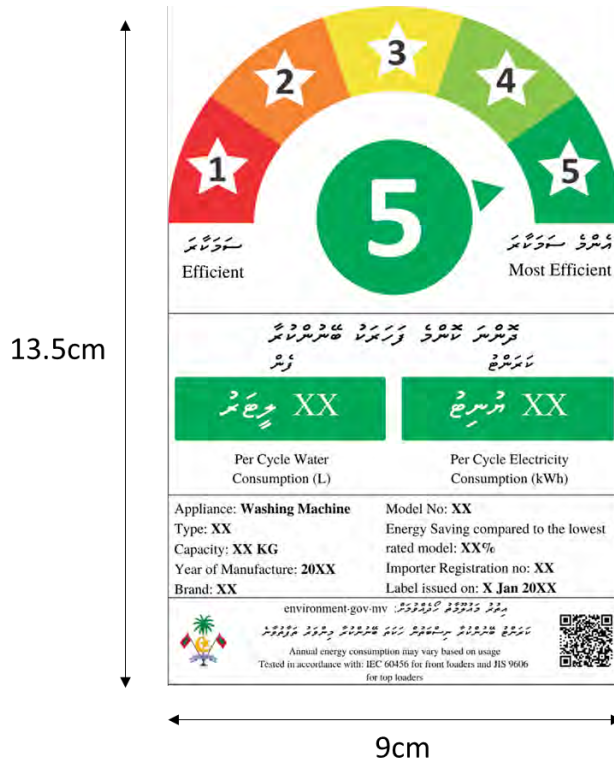 1
2
3
4
5
5
ސަމަކާރަ
Efficient
އެންމެ ސަމަކާރަ
Most Efficient
13.5cm
ދޮންނަ ކޮންމެ ފަހަރަކު ބޭނުންކުރާ
ފެން
ކަރަންޓު
XX ލީޓަރު
XX ޔުނިޓު
Per Cycle Water
Consumption (L)
Per Cycle Electricity
Consumption (kWh)
Appliance: Washing Machine
Type: XX
Capacity: XX KG
Year of Manufacture: 20XX
Brand: XX
Model No: XX
Energy Saving compared to the lowest
rated model: XX%
Importer Registration no: XX
Label issued on: X Jan 20XX
އިތުރު މައުލޫމާތު ހޯދެއްވުމަށް: environment.gov.mv
ކަރަންޓު ބޭނުންކުރާ ނިސްބަތުން ހަކަތަ ބޭނުންކުރާ މިންވަރު ތަފާތުވާނެ
Annual energy consumption may vary based on usage
Tested in accordance with: IEC 60456 for front loaders and JIS 9606
for top loaders
9cm